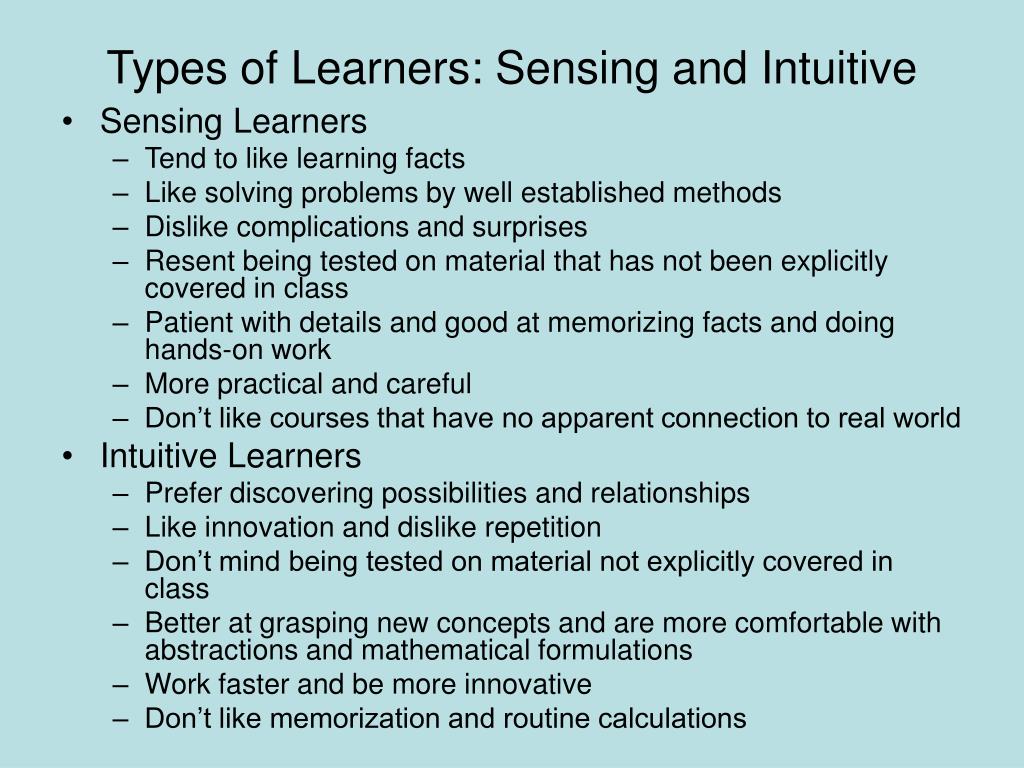 Types of Learners: Sensing and Intuitive
• Sensing Learners
– Tend to like learning facts
– Like solving problems by well established methods
– Dislike complications and surprises
– Resent being tested on material that has not been explicitly
covered in class
– Patient with details and good at memorizing facts and doing
hands-on work
– More practical and careful
– Don’t like courses that have no apparent connection to real world
• Intuitive Learners
– Prefer discovering possibilities and relationships
– Like innovation and dislike repetition
– Don’t mind being tested on material not explicitly covered in
class
– Better at grasping new concepts and are more comfortable with
abstractions and mathematical formulations
– Work faster and be more innovative
– Don’t like memorization and routine calculations